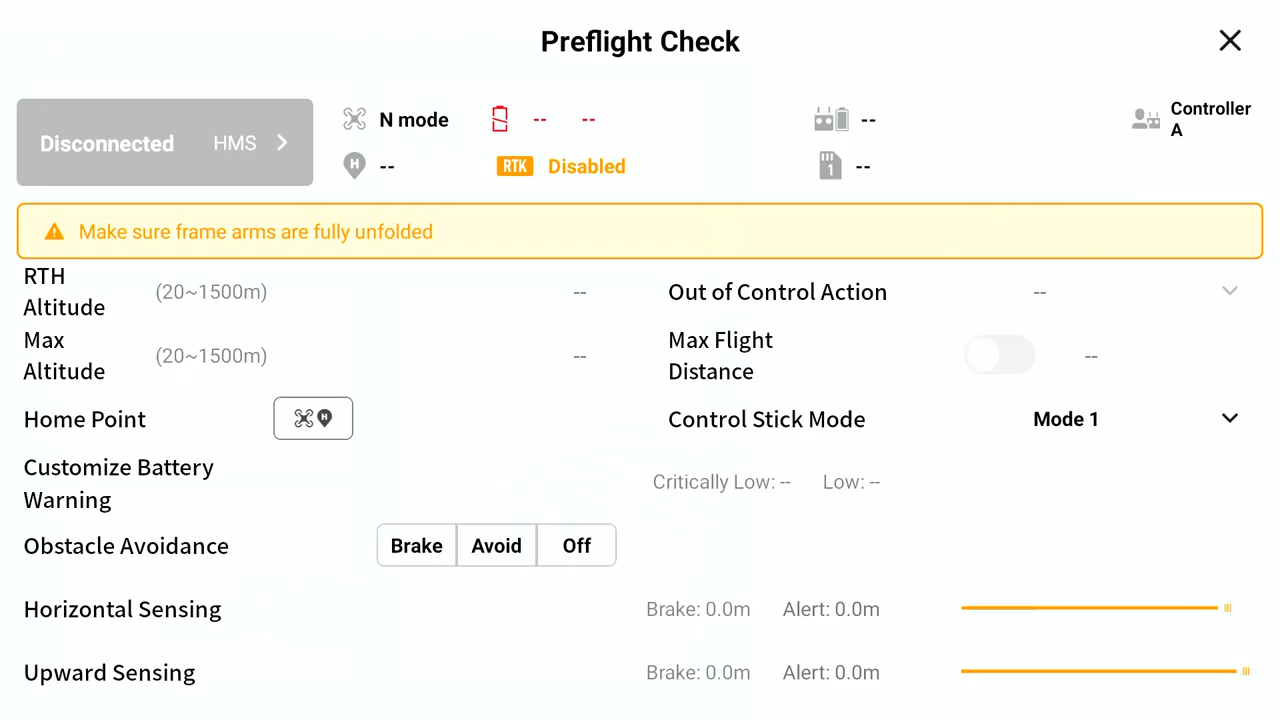 Preflight Check
Disconnected HMS
N mode -- -- --
Controller
A
H -- RTK Disabled 1 --
Make sure frame arms are fully unfolded
RTH
Altitude (20~1500m) --
Out of Control Action --
Max
Altitude (20~1500m) --
Max Flight
Distance --
Home Point H
Control Stick Mode Mode 1
Customize Battery
Warning
Critically Low: -- Low: --
Obstacle Avoidance Brake Avoid Off
Horizontal Sensing Brake: 0.0m Alert: 0.0m
Upward Sensing Brake: 0.0m Alert: 0.0m